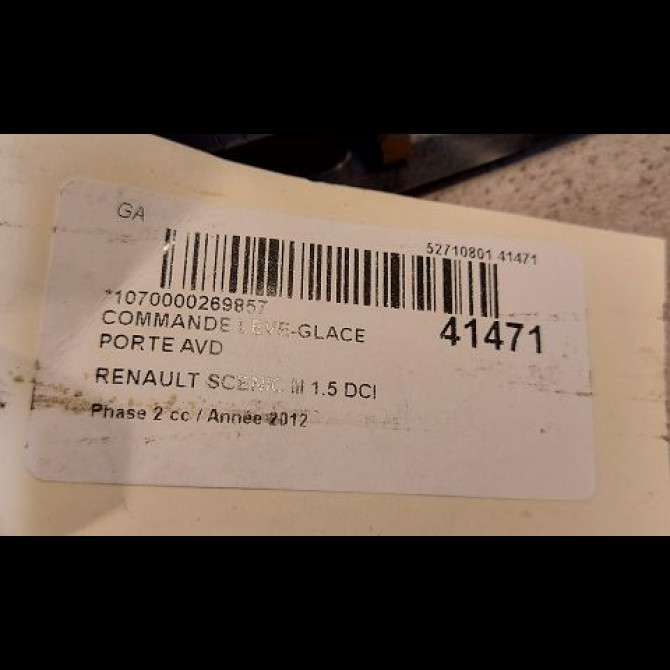 GA
52710801 41471
*1070000269857
COMMANDE LEVE-GLACE
41471
PORTE AVD
RENAULT SCENIC III 1.5 DCI
Phase 2 cc / Année 2012